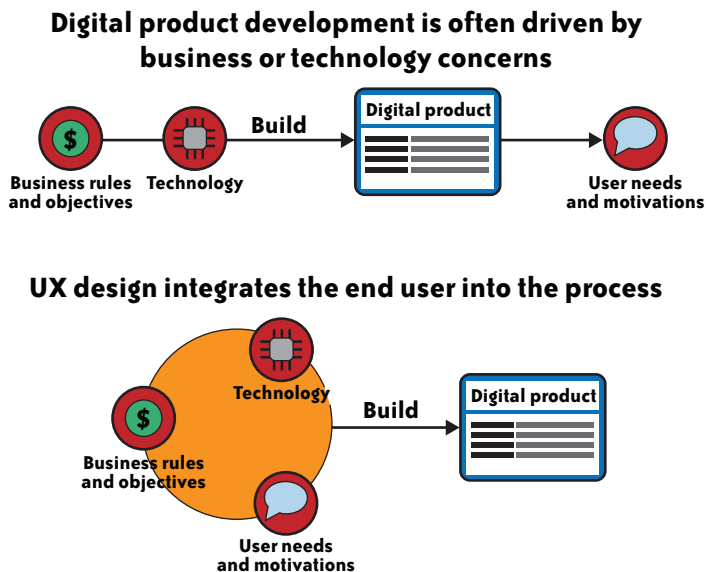 Digital product development is often driven by
business or technology concerns
$
Build
Digital product
Business rules
and objectives
Technology
User needs
and motivations
UX design integrates the end user into the process
Technology
$
Build
Digital product
Business rules
and objectives
User needs
and motivations